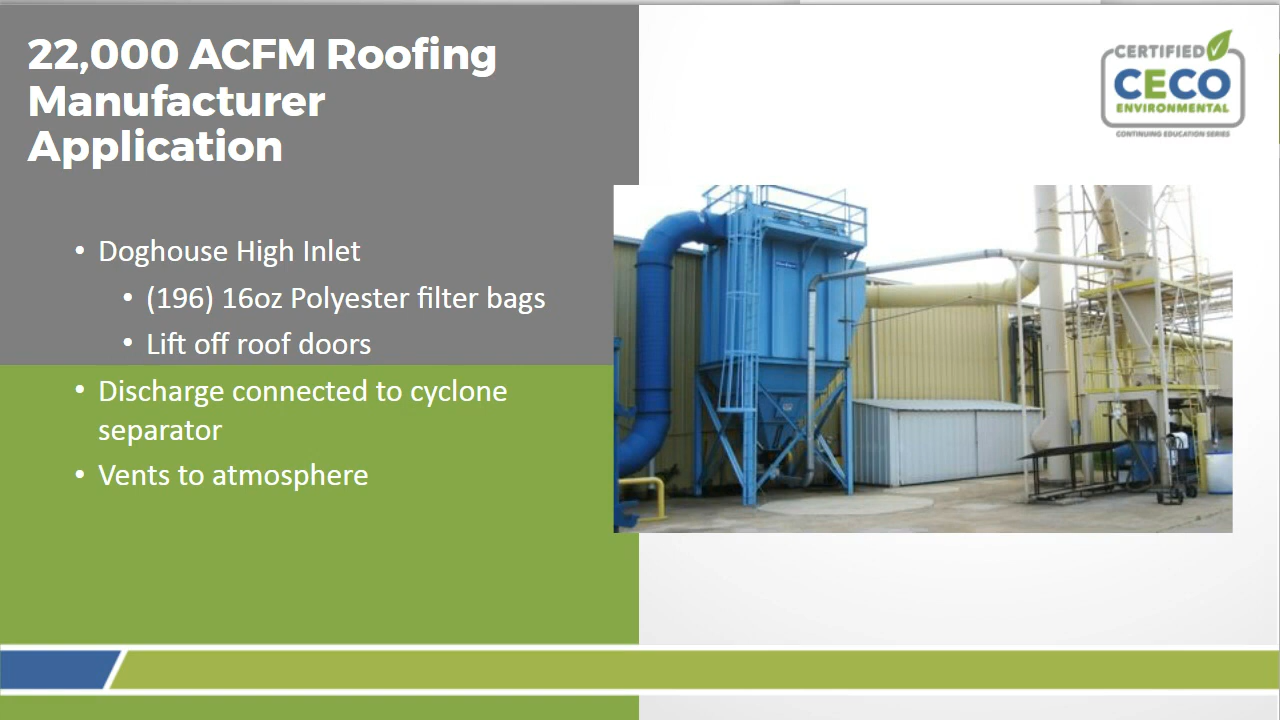 22,000 ACFM Roofing
Manufacturer
Application
CERTIFIED
CECO
ENVIRONMENTAL
CONTINUING EDUCATION SERIES
• Doghouse High Inlet
• (196) 16oz Polyester filter bags
• Lift off roof doors
• Discharge connected to cyclone
separator
• Vents to atmosphere